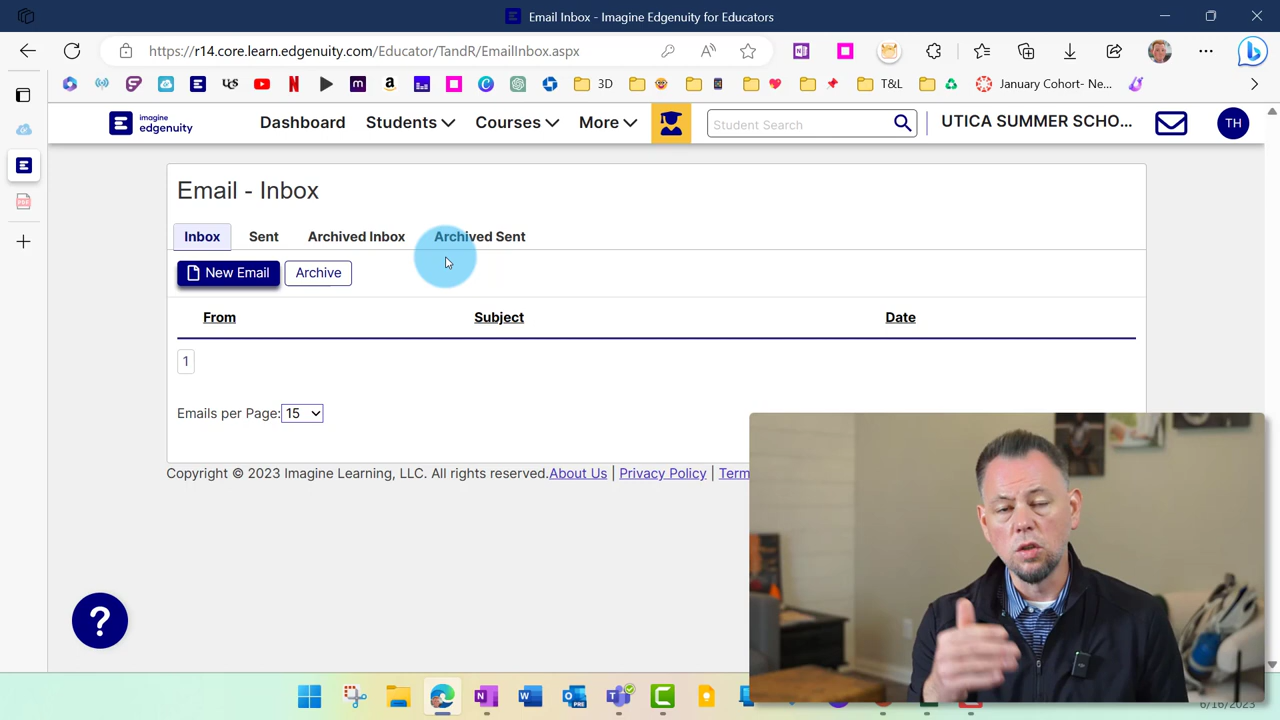 Email Inbox - Imagine Edgenuity for Educators
https://r14.core.learn.edgenuity.com/Educator/TandR/EmailInbox.aspx
3D
T&L
January Cohort- Ne...
imagine edgenuity
Dashboard
Students
Courses
More
Student Search
UTICA SUMMER SCHO...
TH
Email - Inbox
Inbox
Sent
Archived Inbox
Archived Sent
New Email
Archive
From
Subject
Date
1
Emails per Page: 15
Copyright © 2023 Imagine Learning, LLC. All rights reserved.About Us | Privacy Policy | Term
?
6/16/2023